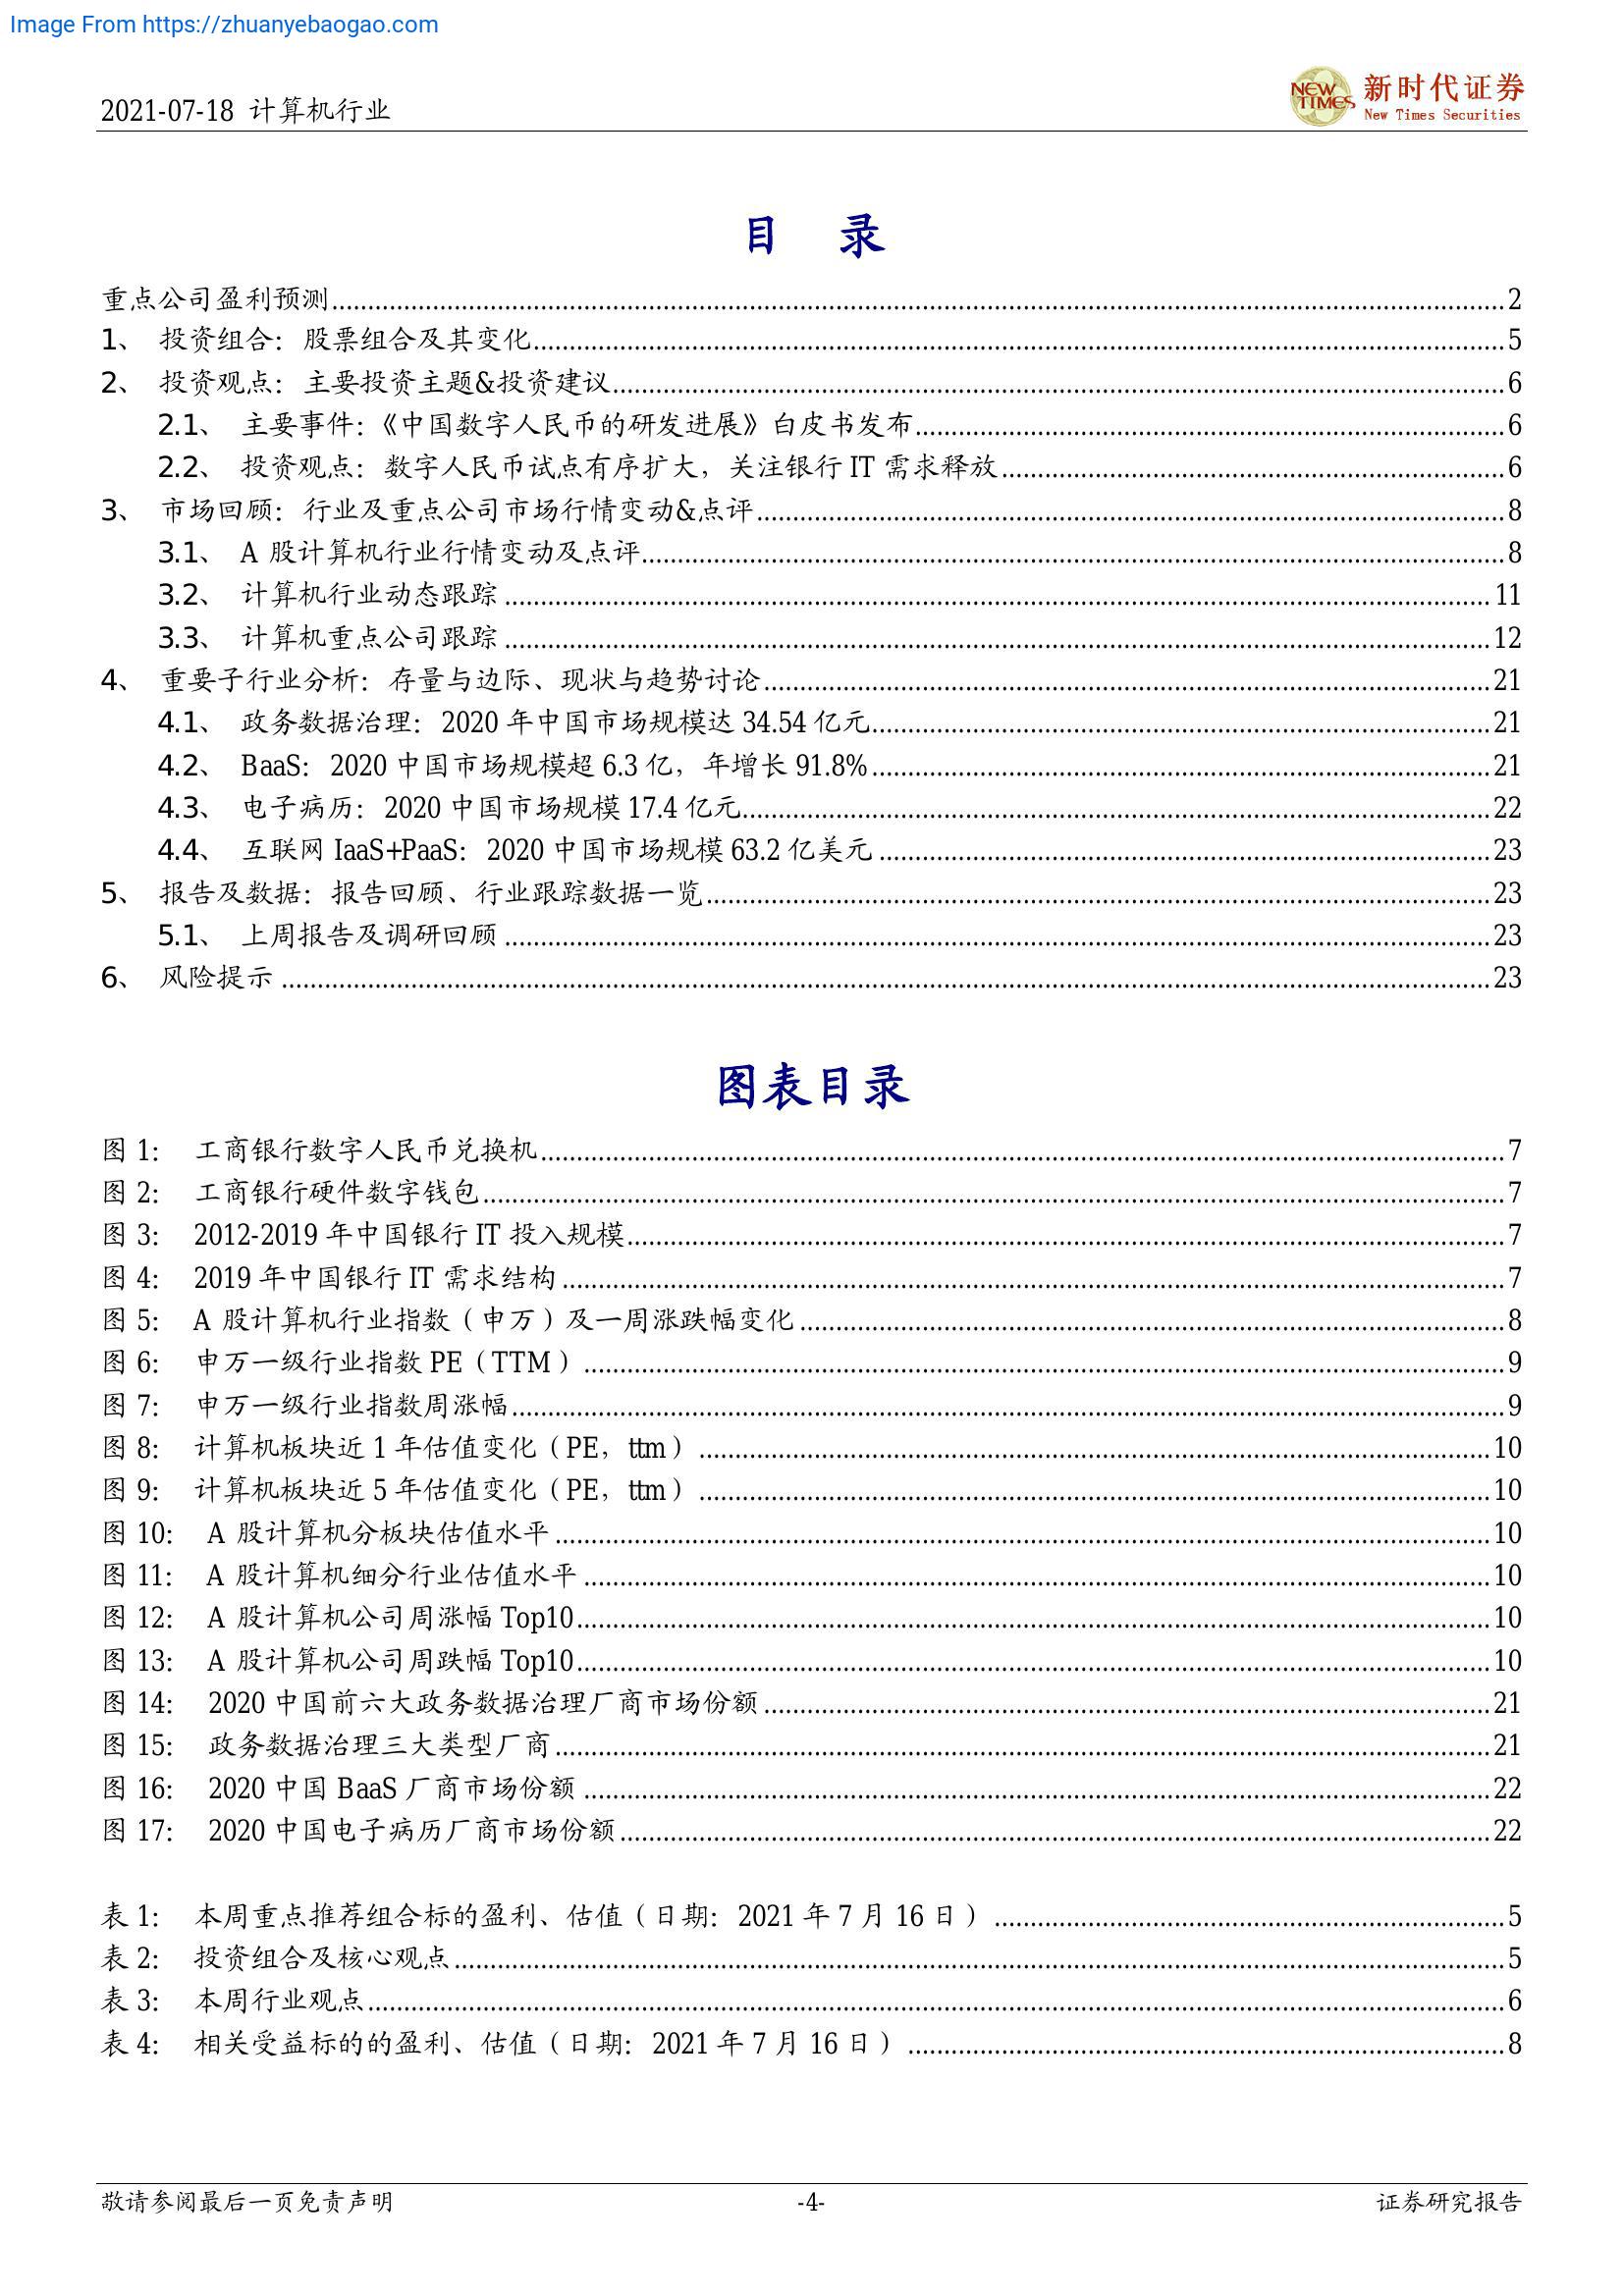 Image From https://zhuanyebaogao.com
2021-07-18 计算机行业
NEW TIMES
新时代证券
New Times Securities
目 录
重点公司盈利预测 2
1、 投资组合：股票组合及其变化 5
2、 投资观点：主要投资主题&投资建议 6
2.1、 主要事件：《中国数字人民币的研发进展》白皮书发布 6
2.2、 投资观点：数字人民币试点有序扩大，关注银行 IT 需求释放 6
3、 市场回顾：行业及重点公司市场行情变动&点评 8
3.1、 A 股计算机行业行情变动及点评 8
3.2、 计算机行业动态跟踪 11
3.3、 计算机重点公司跟踪 12
4、 重要子行业分析：存量与边际、现状与趋势讨论 21
4.1、 政务数据治理：2020 年中国市场规模达 34.54 亿元 21
4.2、 BaaS：2020 中国市场规模超 6.3 亿，年增长 91.8% 21
4.3、 电子病历：2020 中国市场规模 17.4 亿元 22
4.4、 互联网 IaaS+PaaS：2020 中国市场规模 63.2 亿美元 23
5、 报告及数据：报告回顾、行业跟踪数据一览 23
5.1、 上周报告及调研回顾 23
6、 风险提示 23
图表目录
图 1： 工商银行数字人民币兑换机 7
图 2： 工商银行硬件数字钱包 7
图 3： 2012-2019 年中国银行 IT 投入规模 7
图 4： 2019 年中国银行 IT 需求结构 7
图 5： A 股计算机行业指数（申万）及一周涨跌幅变化 8
图 6： 申万一级行业指数 PE（TTM） 9
图 7： 申万一级行业指数周涨幅 9
图 8： 计算机板块近 1 年估值变化（PE，ttm） 10
图 9： 计算机板块近 5 年估值变化（PE，ttm） 10
图 10： A 股计算机分板块估值水平 10
图 11： A 股计算机细分行业估值水平 10
图 12： A 股计算机公司周涨幅 Top10 10
图 13： A 股计算机公司周跌幅 Top10 10
图 14： 2020 中国前六大政务数据治理厂商市场份额 21
图 15： 政务数据治理三大类型厂商 21
图 16： 2020 中国 BaaS 厂商市场份额 22
图 17： 2020 中国电子病历厂商市场份额 22
表 1： 本周重点推荐组合标的盈利、估值（日期：2021 年 7 月 16 日） 5
表 2： 投资组合及核心观点 5
表 3： 本周行业观点 6
表 4： 相关受益标的的盈利、估值（日期：2021 年 7 月 16 日） 8
敬请参阅最后一页免责声明 -4- 证券研究报告